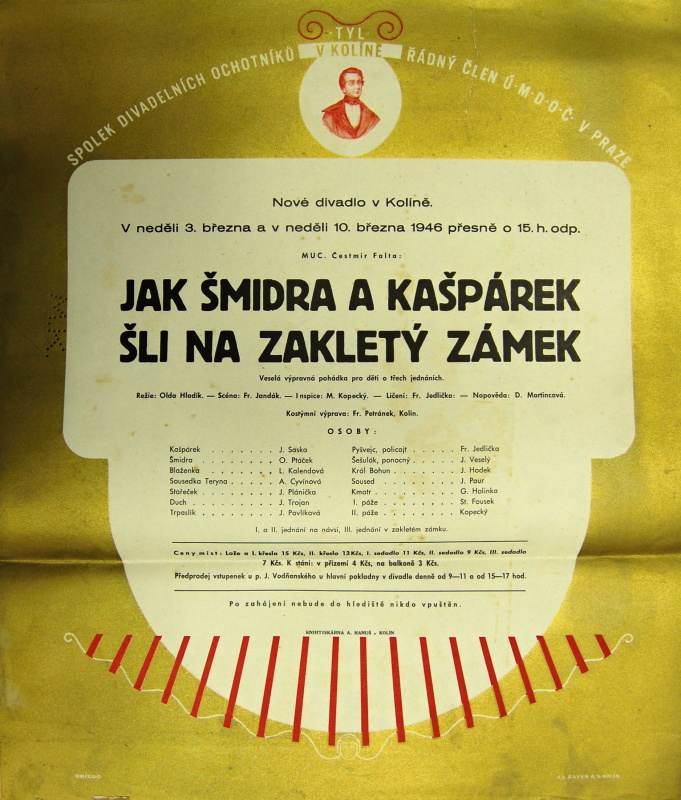 TYL
V KOLÍNE
SPOLEK DIVADELNÍCH OCHOTNÍKŮ
ŘÁDNÝ ČLEN Ú·M·D·O·Č· V PRAZE
Nové divadlo v Kolíně.
V neděli 3. března a v neděli 10. března 1946 přesně o 15. h. odp.
MUC. Čestmír Falta:
JAK ŠMIDRA A KAŠPÁREK
ŠLI NA ZAKLETÝ ZÁMEK
Veselá výpravná pohádka pro děti o třech jednáních.
Režie: Olda Hladík. — Scéna: Fr. Jandák. — Inspice: M. Kopecký. — Líčení: Fr. Jedlička: — Napověda: D. Martincová.
Kostýmní výprava: Fr. Petránek, Kolín.
OSOBY:
Kašpárek . . . . . . . . J. Saska
Šmidra . . . . . . . . . O. Ptáček
Blaženka . . . . . . . . L. Kalendová
Sousedka Teryna . . . . . A. Cyvínová
Stařeček . . . . . . . . J. Plánička
Duch . . . . . . . . . . J. Trojan
Trpaslík . . . . . . . . J. Pavlíková
Pyšvejc, policajt . . . . . . Fr. Jedlička
Šešulák, ponocný . . . . . . J. Veselý
Král Bohun . . . . . . . . J. Hodek
Soused . . . . . . . . . J. Paur
Kmotr . . . . . . . . . G. Holinka
I. páže . . . . . . . . . St. Fousek
II. páže . . . . . . . . . Kopecký
I. a II. jednání na návsi, III. jednání v zakletém zámku.
Ceny míst: Lože a I. křeslo 15 Kčs, II. křeslo 13 Kčs, I. sedadlo 11 Kčs, II. sedadlo 9 Kčs, III. sedadlo
7 Kčs. K stání: v přízemí 4 Kčs, na balkoně 3 Kčs.
Předprodej vstupenek u p. J. Vodňanského u hlavní pokladny v divadle denně od 9—11 a od 15—17 hod.
Po zahájení nebude do hlediště nikdo vpuštěn.
KNIHTISKÁRNA A. HANUŠ - KOLÍN